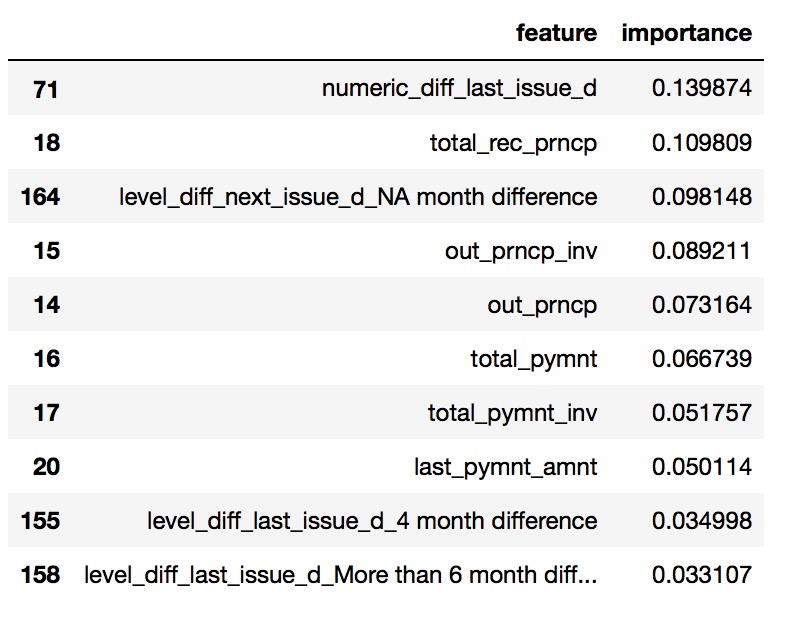 feature importance
71 numeric_diff_last_issue_d 0.139874
18 total_rec_prncp 0.109809
164 level_diff_next_issue_d_NA month difference 0.098148
15 out_prncp_inv 0.089211
14 out_prncp 0.073164
16 total_pymnt 0.066739
17 total_pymnt_inv 0.051757
20 last_pymnt_amnt 0.050114
155 level_diff_last_issue_d_4 month difference 0.034998
158 level_diff_last_issue_d_More than 6 month diff... 0.033107